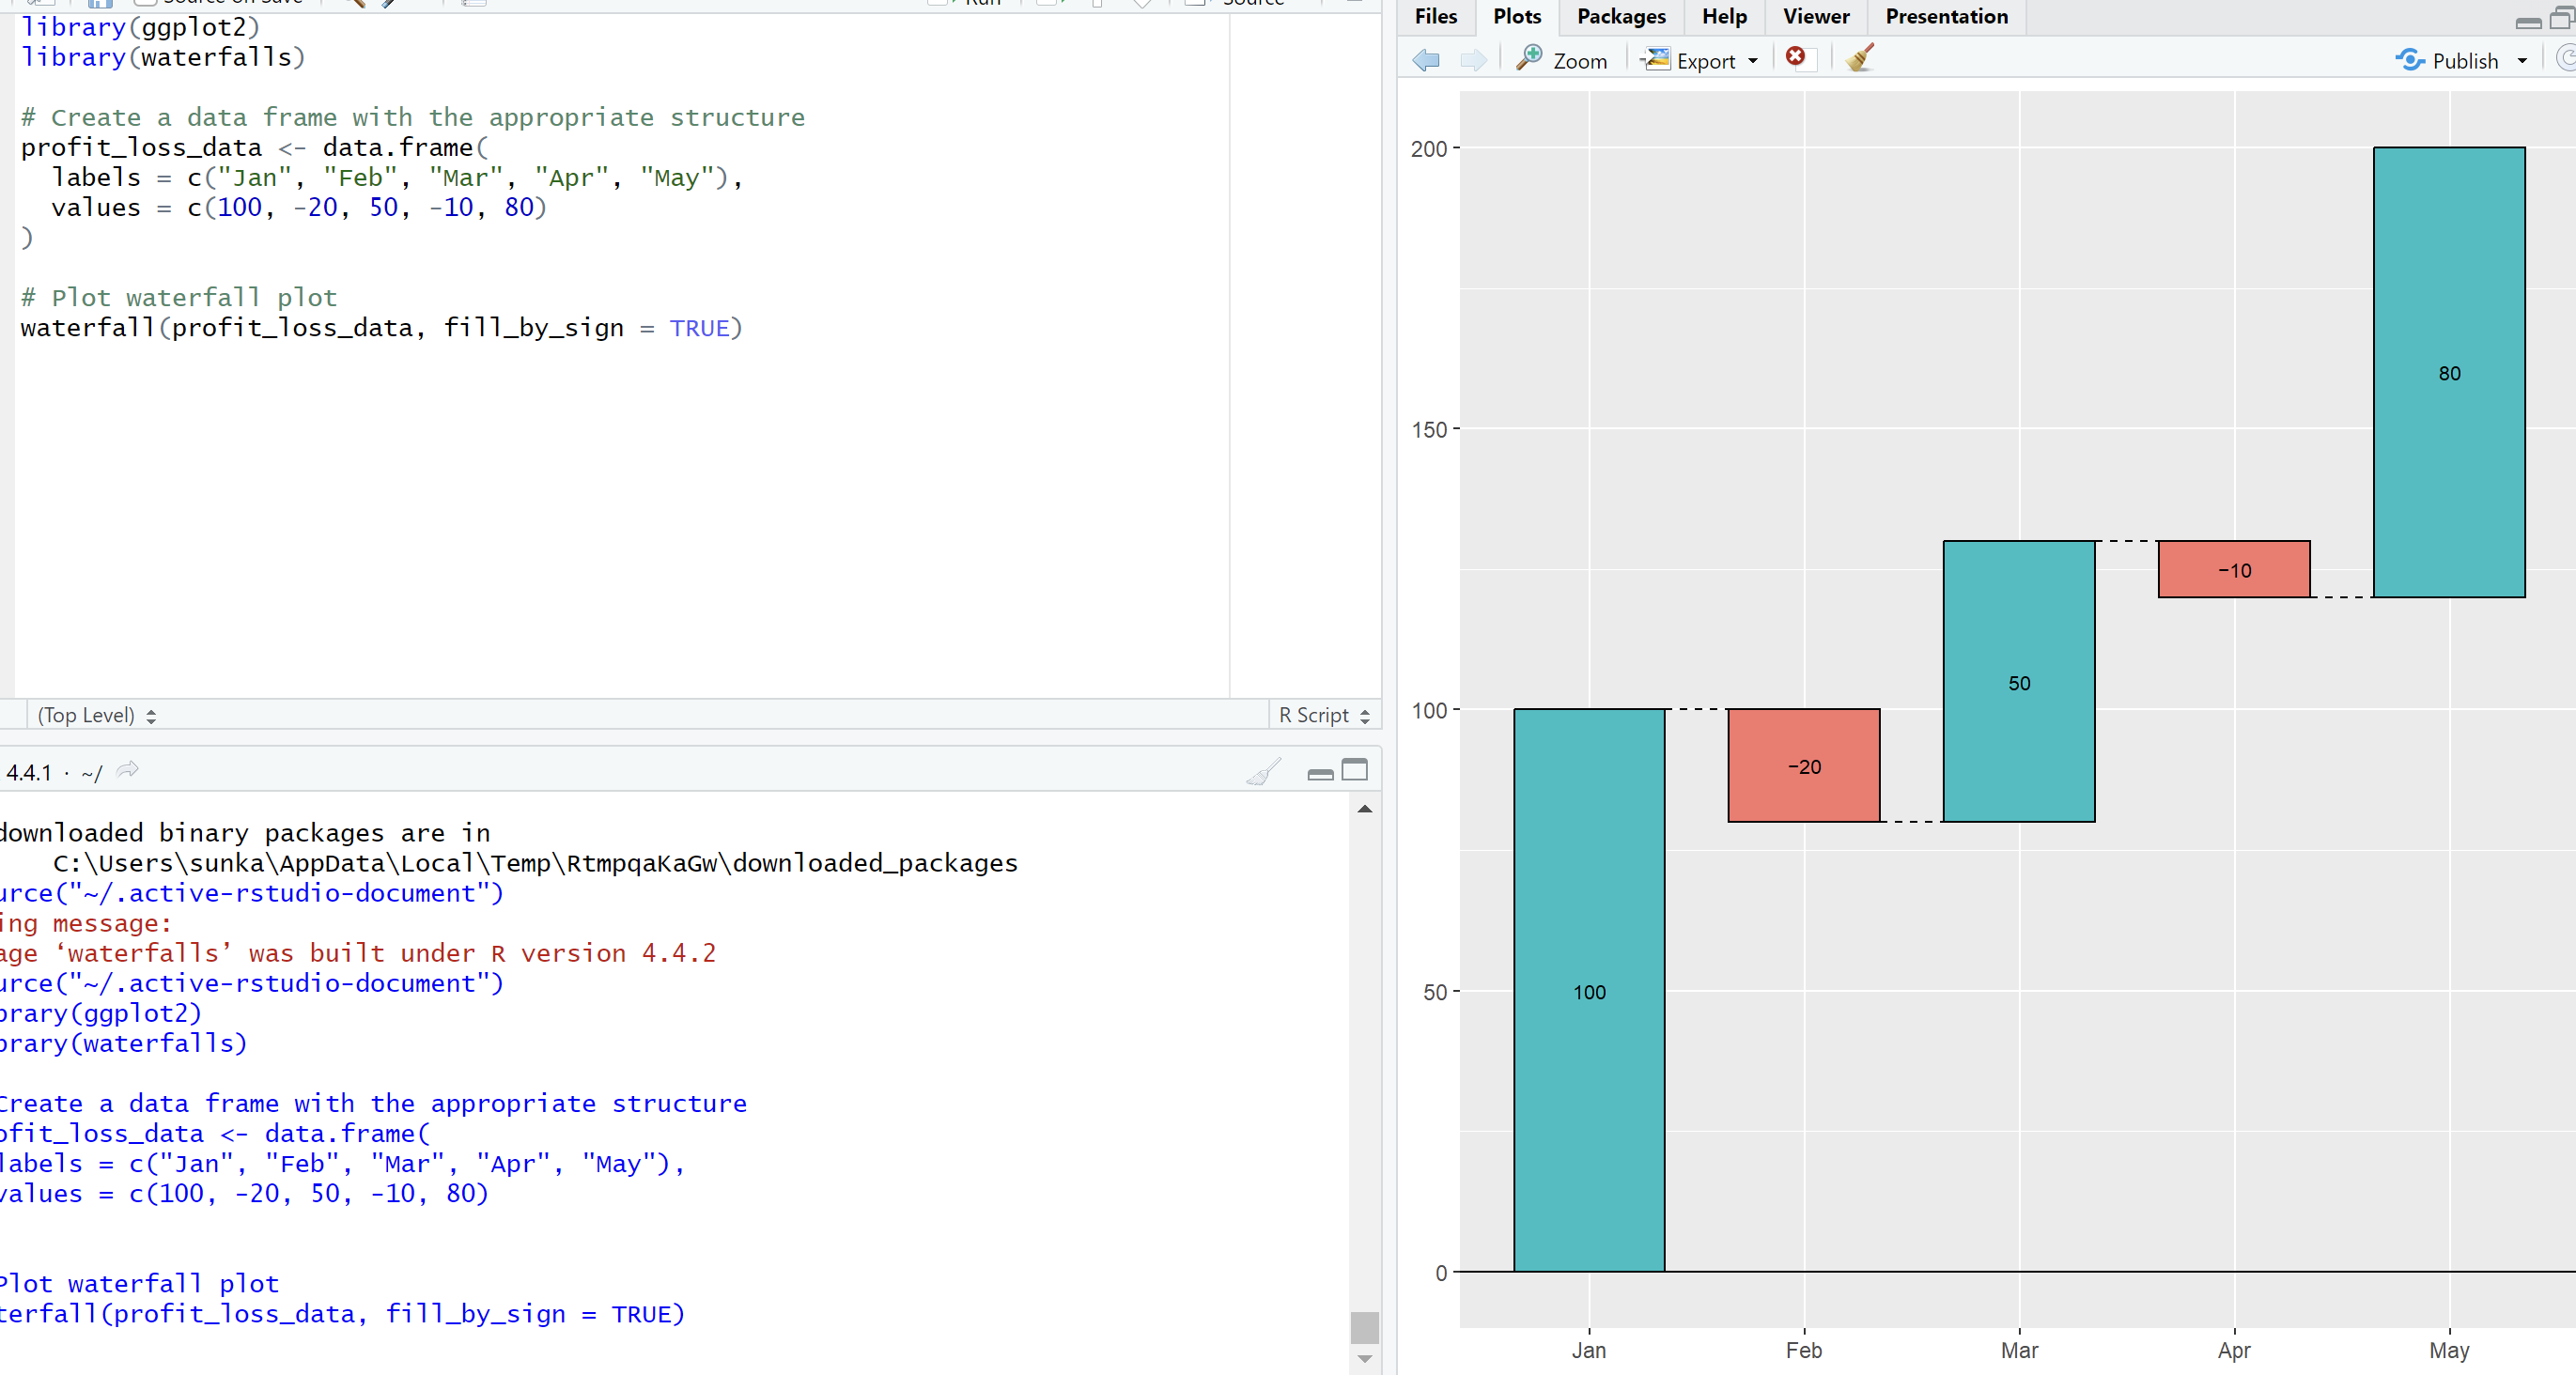 library(ggplot2)
library(waterfalls)
# Create a data frame with the appropriate structure
profit_loss_data <- data.frame(
labels = c("Jan", "Feb", "Mar", "Apr", "May"),
values = c(100, -20, 50, -10, 80)
)
# Plot waterfall plot
waterfall(profit_loss_data, fill_by_sign = TRUE)
(Top Level)
R Script
4.4.1 · ~/
downloaded binary packages are in
C:\Users\sunka\AppData\Local\Temp\RtmpqaKaGw\downloaded_packages
urce("~/.active-rstudio-document")
ing message:
age ‘waterfalls’ was built under R version 4.4.2
urce("~/.active-rstudio-document")
brary(ggplot2)
brary(waterfalls)
Create a data frame with the appropriate structure
ofit_loss_data <- data.frame(
labels = c("Jan", "Feb", "Mar", "Apr", "May"),
values = c(100, -20, 50, -10, 80)
Plot waterfall plot
terfall(profit_loss_data, fill_by_sign = TRUE)
Files Plots Packages Help Viewer Presentation
Zoom Export Publish
200
150
100
50
0
80
−10
50
−20
100
Jan Feb Mar Apr May